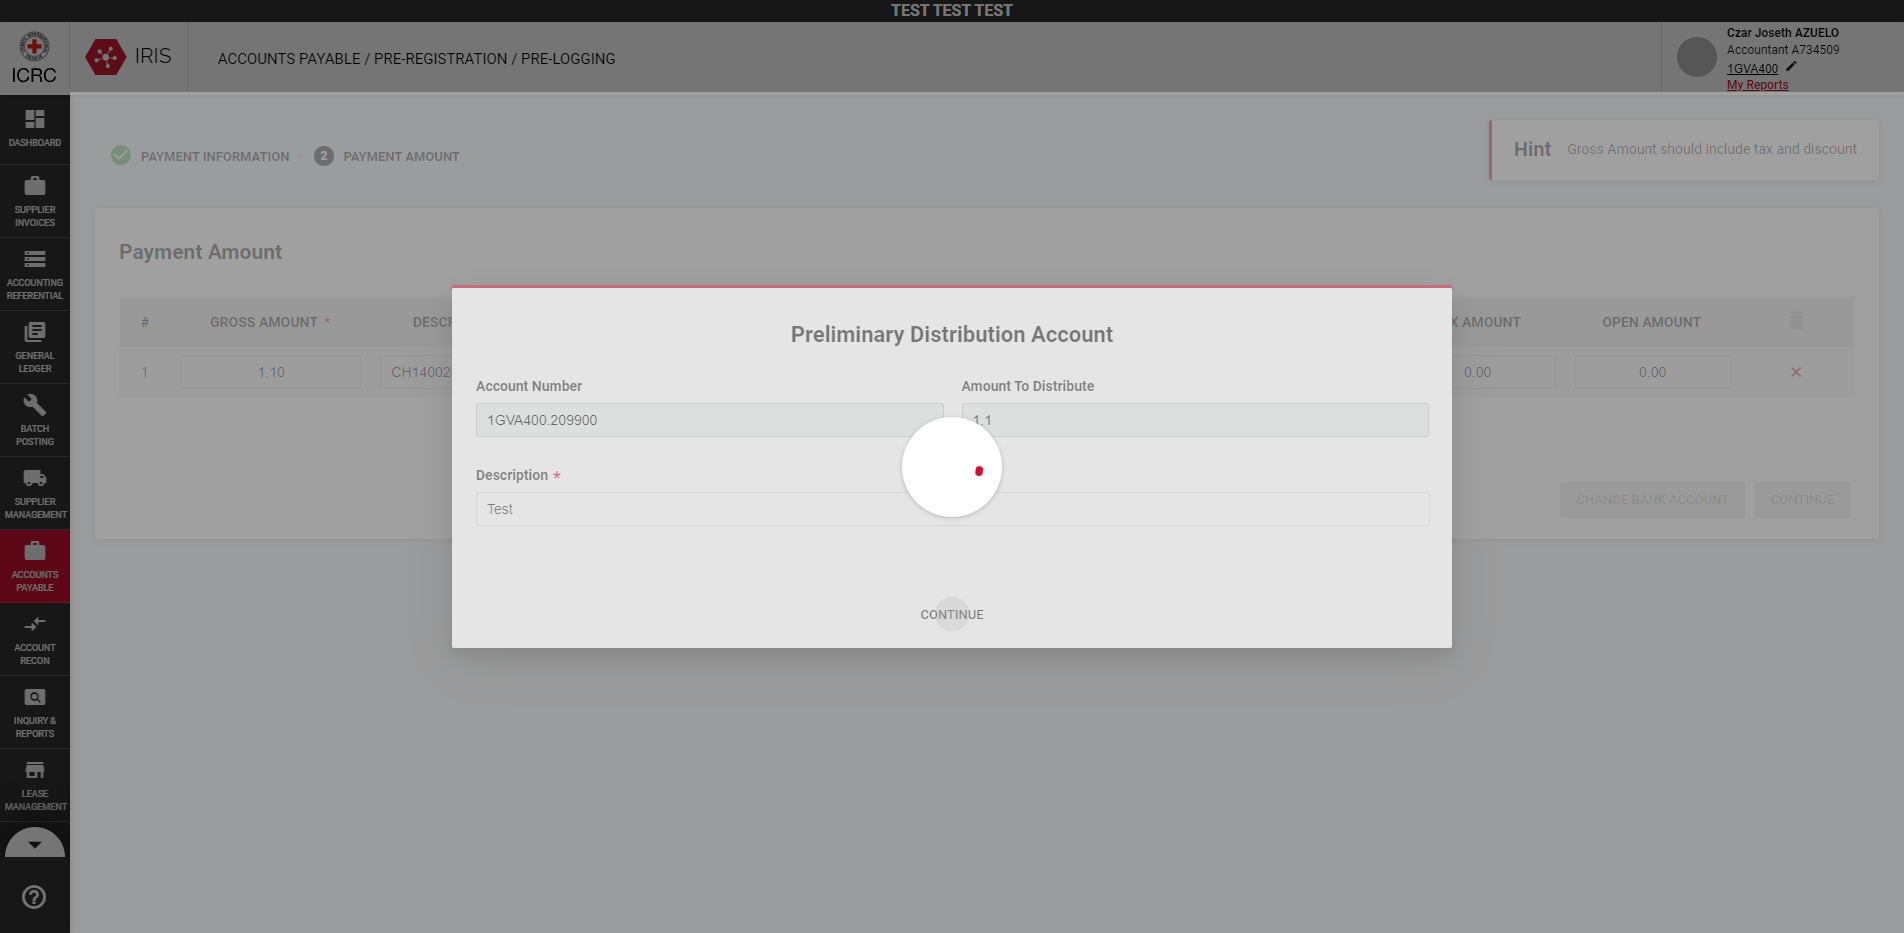 TEST TEST TEST
ICRC
IRIS
ACCOUNTS PAYABLE / PRE-REGISTRATION / PRE-LOGGING
Czar Joseth AZUELO
Accountant A734509
1GVA400
My Reports
DASHBOARD
SUPPLIER
INVOICES
ACCOUNTING
REFERENTIAL
GENERAL
LEDGER
BATCH
POSTING
SUPPLIER
MANAGEMENT
ACCOUNTS
PAYABLE
ACCOUNT
RECON
INQUIRY &
REPORTS
LEASE
MANAGEMENT
PAYMENT INFORMATION
2 PAYMENT AMOUNT
Hint Gross Amount should include tax and discount
Payment Amount
# GROSS AMOUNT * DESCR X AMOUNT OPEN AMOUNT
1 1.10 CH14002 0.00 0.00
Preliminary Distribution Account
Account Number Amount To Distribute
1GVA400.209900 1.1
Description *
Test
CONTINUE
CHANGE BANK ACCOUNT CONTINUE